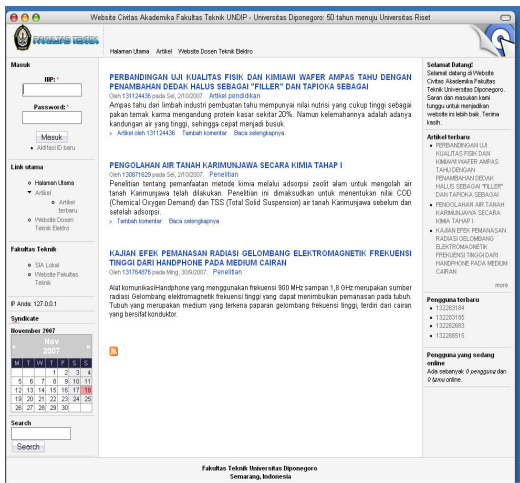 Website Civitas Akademika Fakultas Teknik UNDIP - Universitas Diponegoro: 50 tahun menuju Universitas Riset
FAKULTAS TEKNIK
Halaman Utama Artikel Website Dosen Teknik Elektro
Masuk
NIP: *
Password: *
Masuk
Aktifasi ID baru
Link utama
Halaman Utama
Artikel
Artikel
terbaru
Website Dosen
Teknik Elektro
Fakultas Teknik
SIA Lokal
Website Fakultas
Teknik
IP Anda: 127.0.0.1
Syndicate
November 2007
« Nov »
2007
M T W T F S S
1 2 3 4
5 6 7 8 9 10 11
12 13 14 15 16 17 18
19 20 21 22 23 24 25
26 27 28 29 30
Search
Search
PERBANDINGAN UJI KUALITAS FISIK DAN KIMIAWI WAFER AMPAS TAHU DENGAN
PENAMBAHAN DEDAK HALUS SEBAGAI "FILLER" DAN TAPIOKA SEBAGAI
Oleh 131124436 pada Sel, 2/10/2007. Artikel pendidikan
Ampas tahu dari limbah industri pembuatan tahu mempunyai nilai nutrisi yang cukup tinggi sebagai
pakan ternak karma mengandung protein kasar sekitar 20%. Namun kelemahannya adalah adanya
kandungan air yang tinggi, sehingga cepat menjadi busuk.
» Artikel oleh 131124436 Tambah komentar Baca selengkapnya
PENGOLAHAN AIR TANAH KARIMUNJAWA SECARA KIMIA TAHAP I
Oleh 130871629 pada Sel, 2/10/2007. Penelitian
Penelitian tentang pemanfaatan metode kimia melalui adsorpsi zeolit alam untuk mengolah air
tanah Karimunjawa telah dilakukan. Penelitian ini dimaksudkan untuk menentukan nilai COD
(Chemical Oxygen Demand) dan TSS (Total Solid Suspension) air tanah Karimunjawa sebelum dan
setelah adsorpsi.
» Tambah komentar Baca selengkapnya
KAJIAN EFEK PEMANASAN RADIASI GELOMBANG ELEKTROMAGNETIK FREKUENSI
TINGGI DARI HANDPHONE PADA MEDIUM CAIRAN
Oleh 131764876 pada Ming, 30/9/2007. Penelitian
Alat komunikasi/Handphone yang menggunakan frekuensi 900 MHz sampan 1,8 GHz merupakan sumber
radiasi Gelombang elektromagnetik frekuensi tinggi yang dapat menimbulkan pemanasan pada tubuh.
Tubuh yang merupakan medium yang terkena paparan gelombang frekuensi tinggi, terdiri dari cairan
yang bersifat konduktor.
Selamat Datang!
Selamat datang di Website
Civitas Akademika Fakultas
Teknik Universitas Diponegoro.
Saran dan masukan kami
tunggu untuk menjadikan
website ini lebih baik. Terima
kasih.
Artikel terbaru
PERBANDINGAN UJI
KUALITAS FISIK DAN
KIMIAWI WAFER AMPAS
TAHU DENGAN
PENAMBAHAN DEDAK
HALUS SEBAGAI "FILLER"
DAN TAPIOKA SEBAGAI
PENGOLAHAN AIR TANAH
KARIMUNJAWA SECARA
KIMIA TAHAP I
KAJIAN EFEK PEMANASAN
RADIASI GELOMBANG
ELEKTROMAGNETIK
FREKUENSI TINGGI DARI
HANDPHONE PADA MEDIUM
CAIRAN
more
Pengguna terbaru
132283184
132283185
132282683
132288515
Pengguna yang sedang
online
Ada sebanyak 0 pengguna dan
0 tamu online.
Fakultas Teknik Universitas Diponegoro
Semarang, Indonesia